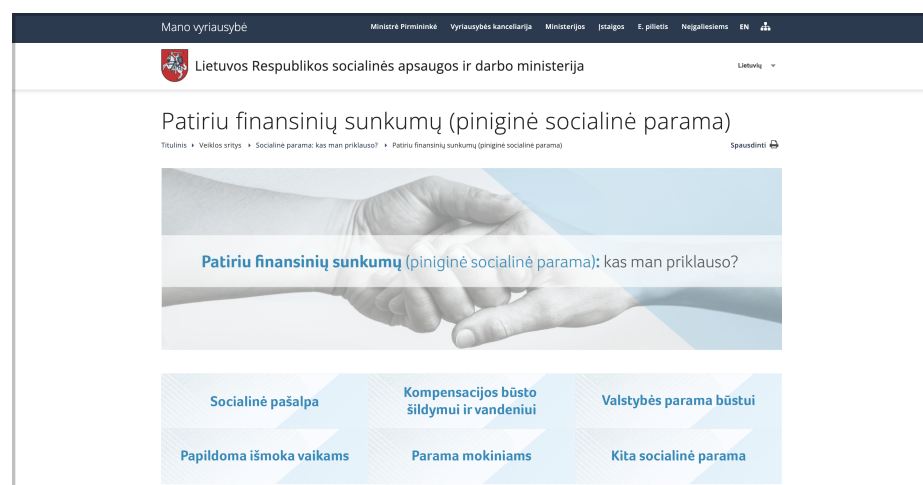 Mano vyriausybė
Ministrė Pirmininkė Vyriausybės kanceliarija Ministerijos Įstaigos E. pilietis Neįgaliesiems EN
Lietuvos Respublikos socialinės apsaugos ir darbo ministerija
Lietuvių
Patiriu finansinių sunkumų (piniginė socialinė parama)
Titulinis Veiklos sritys Socialinė parama: kas man priklauso? Patiriu finansinių sunkumų (piniginė socialinė parama)
Spausdinti
Patiriu finansinių sunkumų (piniginė socialinė parama): kas man priklauso?
Socialinė pašalpa
Kompensacijos būsto
šildymui ir vandeniui
Valstybės parama būstui
Papildoma išmoka vaikams
Parama mokiniams
Kita socialinė parama